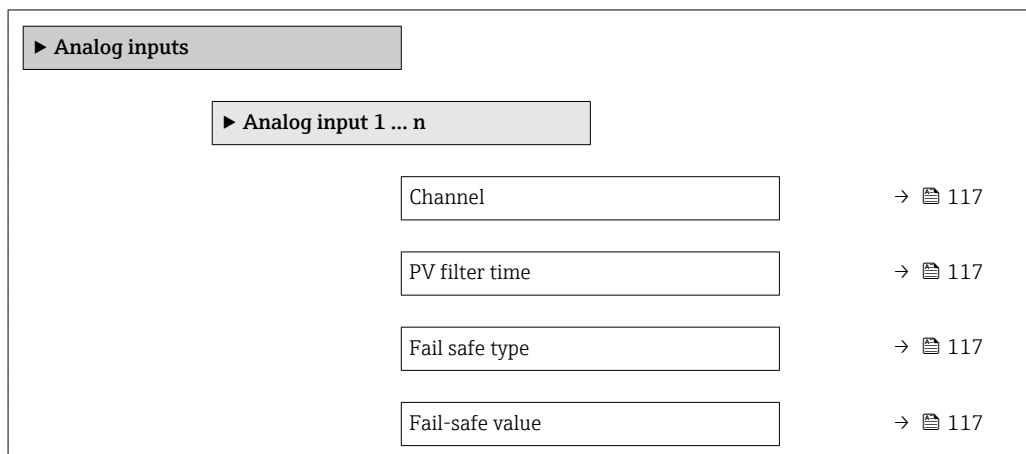 ▶ Analog inputs
▶ Analog input 1 ... n
Channel → 🖹 117
PV filter time → 🖹 117
Fail safe type → 🖹 117
Fail-safe value → 🖹 117